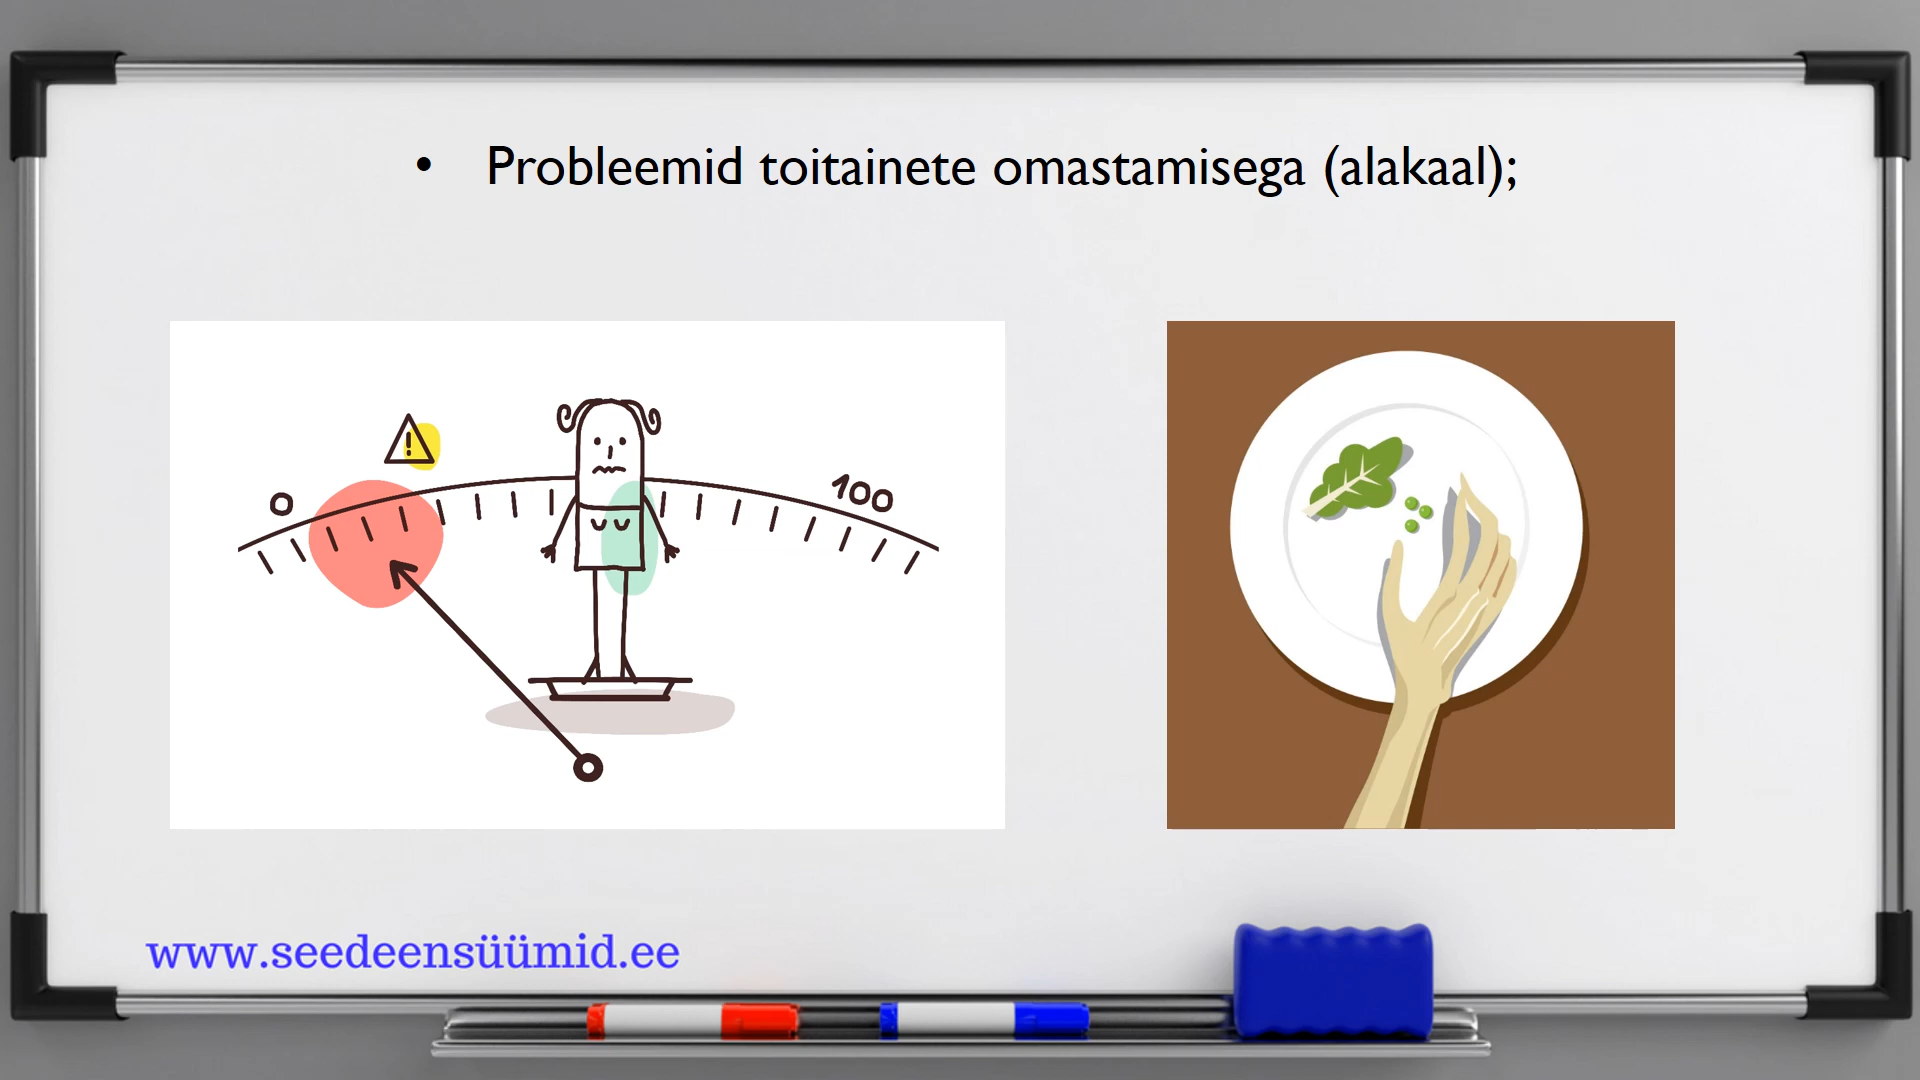 • Probleemid toitainete omastamisega (alakaal);
0
!
100
www.seedeensüümid.ee